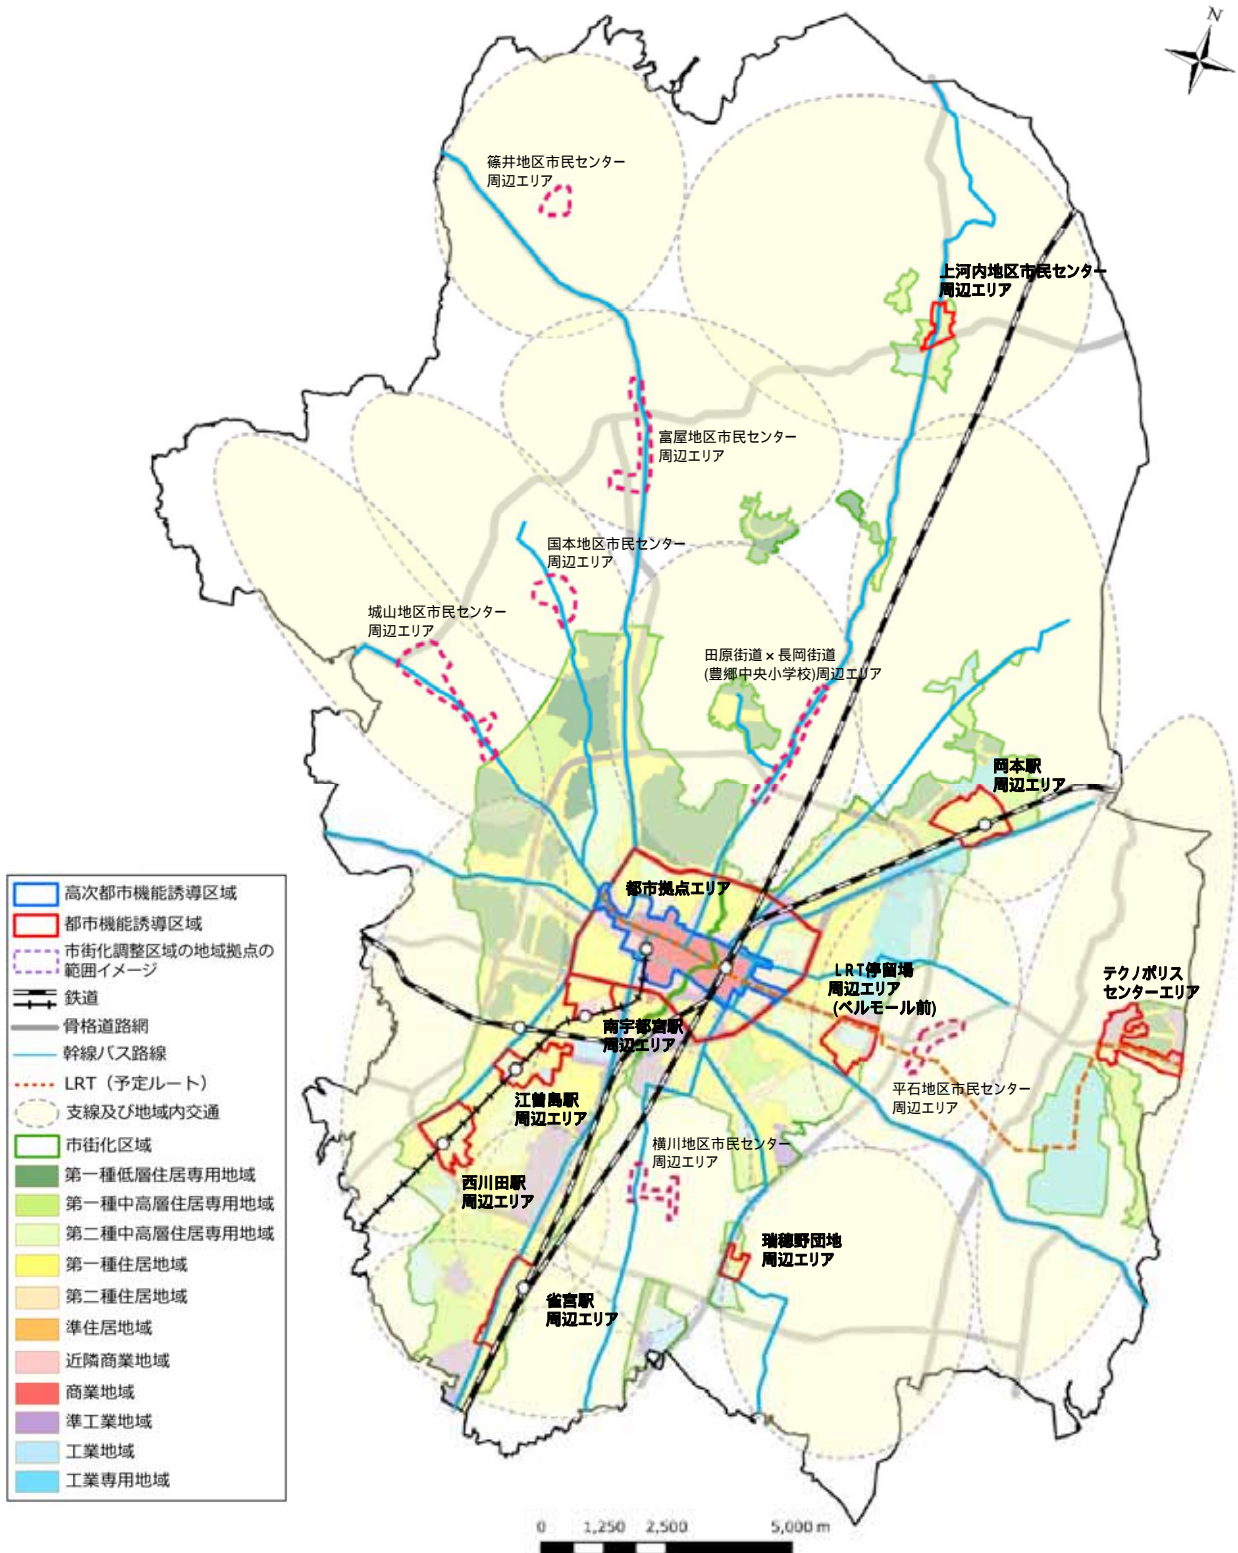 N
篠井地区市民センター
周辺エリア
上河内地区市民センター
周辺エリア
富屋地区市民センター
周辺エリア
国本地区市民センター
周辺エリア
城山地区市民センター
周辺エリア
田原街道×長岡街道
(豊郷中央小学校)周辺エリア
岡本駅
周辺エリア
都市拠点エリア
LRT停留場
周辺エリア
(ベルモール前)
テクノポリス
センターエリア
南宇都宮駅
周辺エリア
江曽島駅
周辺エリア
平石地区市民センター
周辺エリア
横川地区市民センター
周辺エリア
西川田駅
周辺エリア
瑞穂野団地
周辺エリア
雀宮駅
周辺エリア
高次都市機能誘導区域
都市機能誘導区域
市街化調整区域の地域拠点の
範囲イメージ
鉄道
骨格道路網
幹線バス路線
LRT（予定ルート）
支線及び地域内交通
市街化区域
第一種低層住居専用地域
第一種中高層住居専用地域
第二種中高層住居専用地域
第一種住居地域
第二種住居地域
準住居地域
近隣商業地域
商業地域
準工業地域
工業地域
工業専用地域
0 1,250 2,500 5,000 m